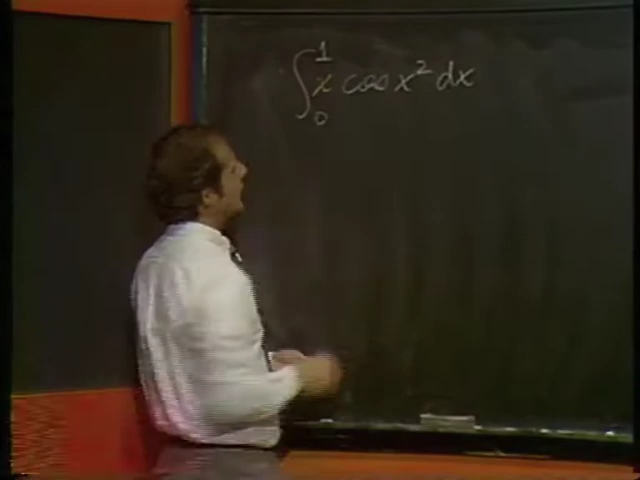 ∫₀¹ x cos x² dx